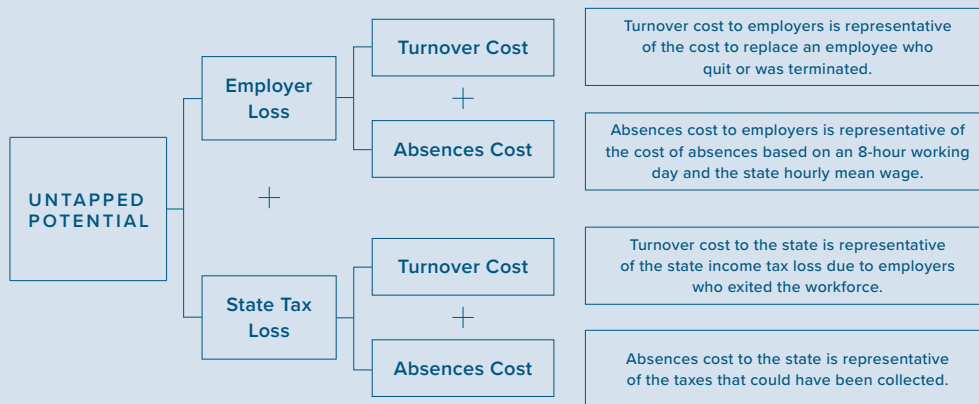 UNTAPPED
POTENTIAL
Employer
Loss
+
State Tax
Loss
Turnover Cost
+
Absences Cost
Turnover cost to employers is representative
of the cost to replace an employee who
quit or was terminated.
Absences cost to employers is representative of
the cost of absences based on an 8-hour working
day and the state hourly mean wage.
Turnover Cost
+
Absences Cost
Turnover cost to the state is representative
of the state income tax loss due to employers
who exited the workforce.
Absences cost to the state is representative
of the taxes that could have been collected.